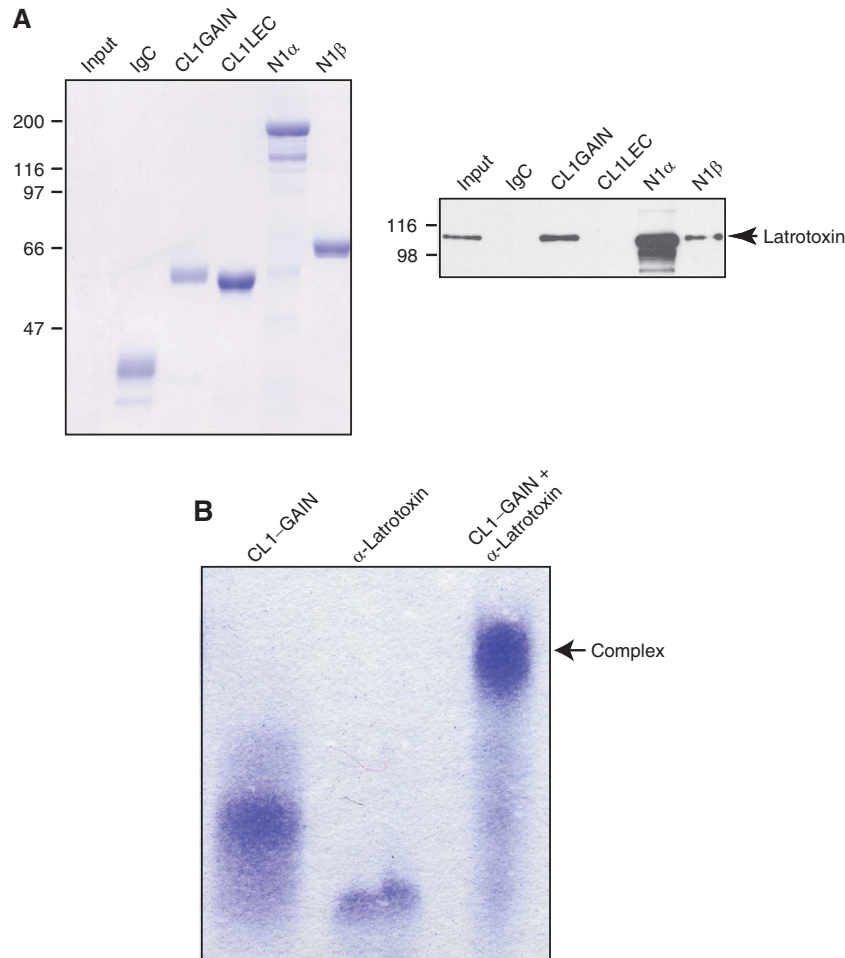 A
Input IgC CL1GAIN CL1LEC N1α N1β
200
116
97
66
47
Input IgC CL1GAIN CL1LEC N1α N1β
116
98
Latrotoxin
B
CL1–GAIN
α-Latrotoxin
CL1–GAIN +
α-Latrotoxin
Complex